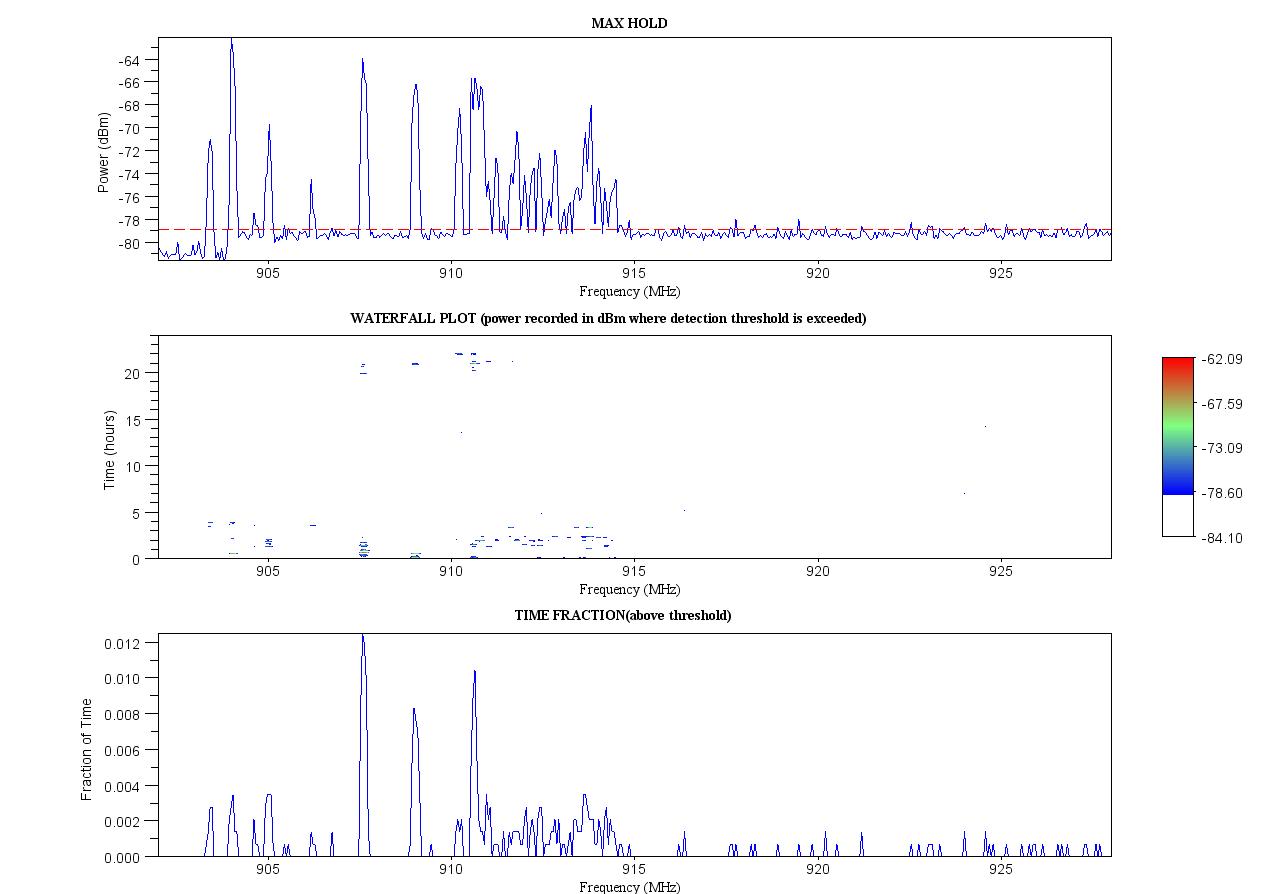 MAX HOLD
-64
-66
-68
-70
-72
-74
-76
-78
-80
Power (dBm)
905 910 915 920 925
Frequency (MHz)
WATERFALL PLOT (power recorded in dBm where detection threshold is exceeded)
20
15
10
5
0
Time (hours)
905 910 915 920 925
Frequency (MHz)
-62.09
-67.59
-73.09
-78.60
-84.10
TIME FRACTION(above threshold)
0.012
0.010
0.008
0.006
0.004
0.002
0.000
Fraction of Time
905 910 915 920 925
Frequency (MHz)